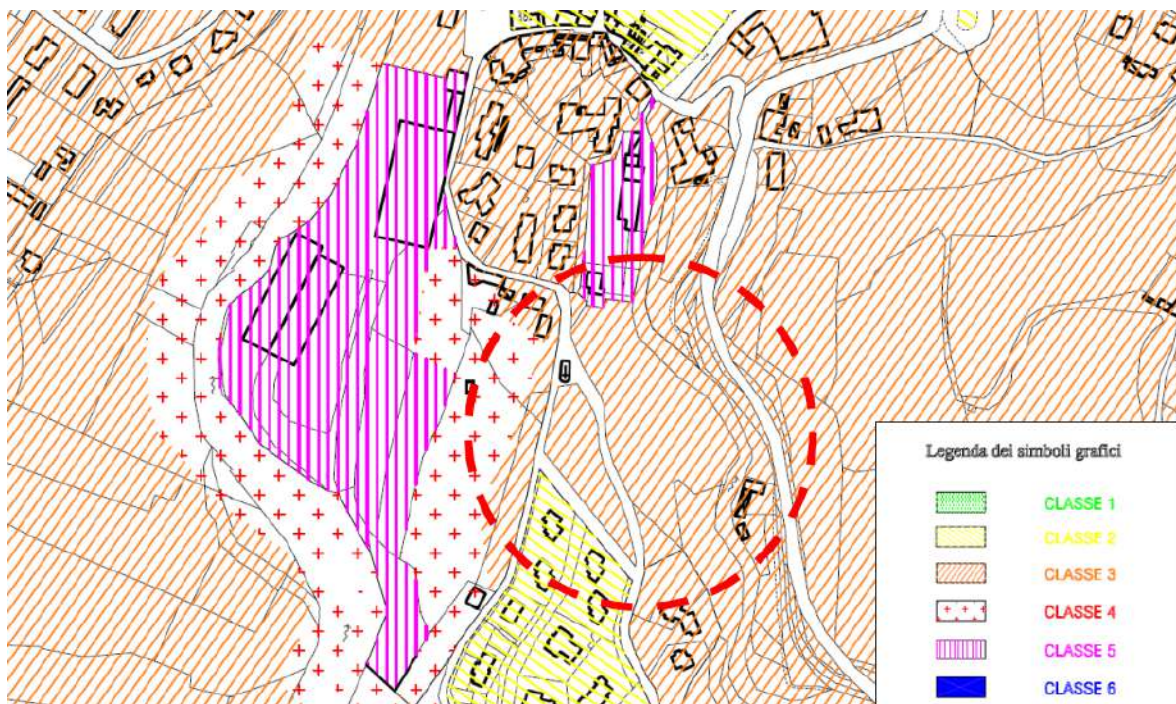 Legenda dei simboli grafici
CLASSE 1
CLASSE 2
CLASSE 3
CLASSE 4
CLASSE 5
CLASSE 6